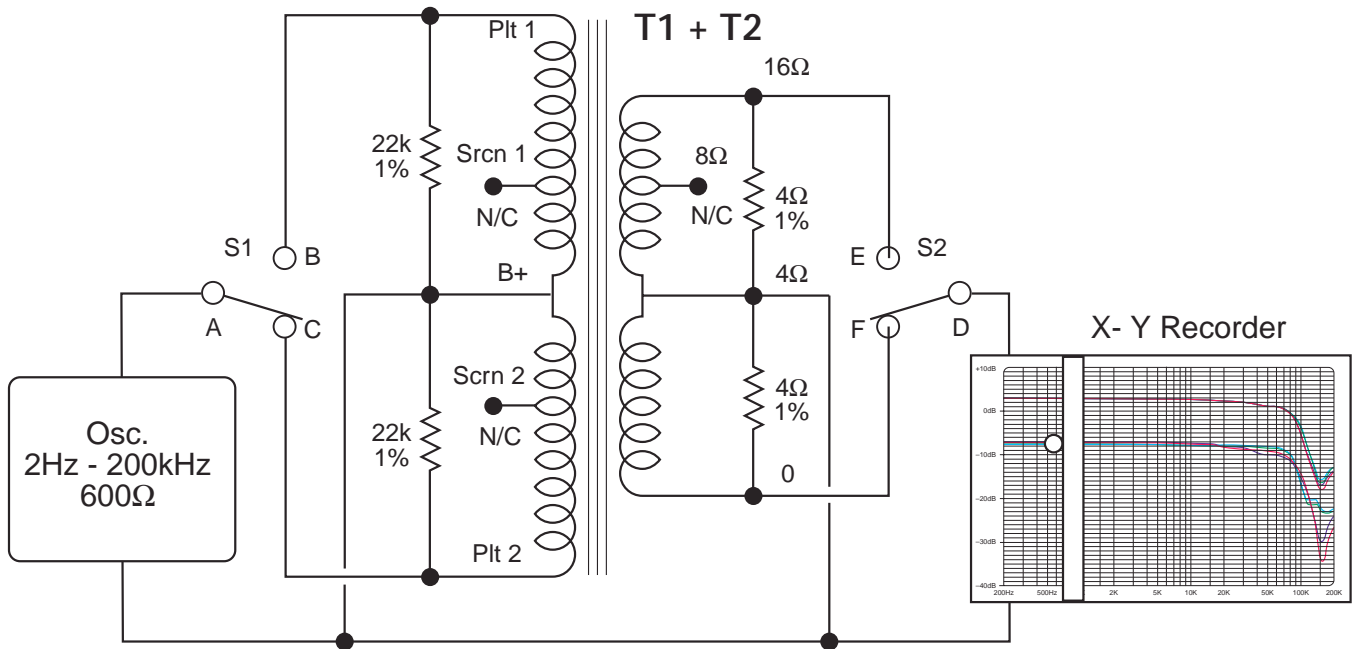 Plt 1
T1 + T2
16Ω
22k
1%
Srcn 1
N/C
8Ω
N/C
4Ω
1%
S1
B
B+
4Ω
E
S2
A
C
F
D
X- Y Recorder
Osc.
2Hz - 200kHz
600Ω
22k
1%
Scrn 2
N/C
4Ω
1%
Plt 2
0
+10dB
0dB
−10dB
−20dB
−30dB
−40dB
200Hz
500Hz
2K
5K
10K
20K
50K
100K
200K